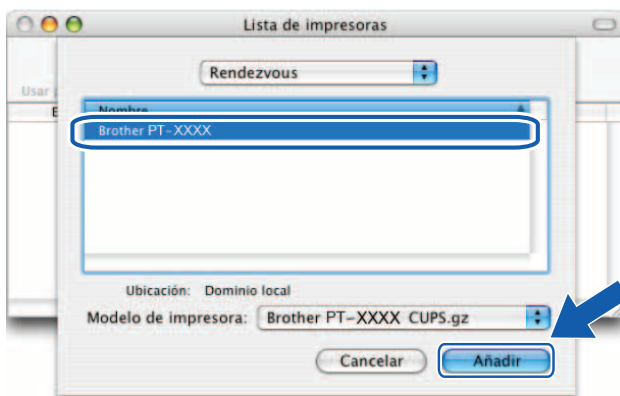 Lista de impresoras
Rendezvous
Usar
E
Nombre
Brother PT-XXXX
Ubicación: Dominio local
Modelo de impresora: Brother PT-XXXX CUPS.gz
Cancelar Añadir